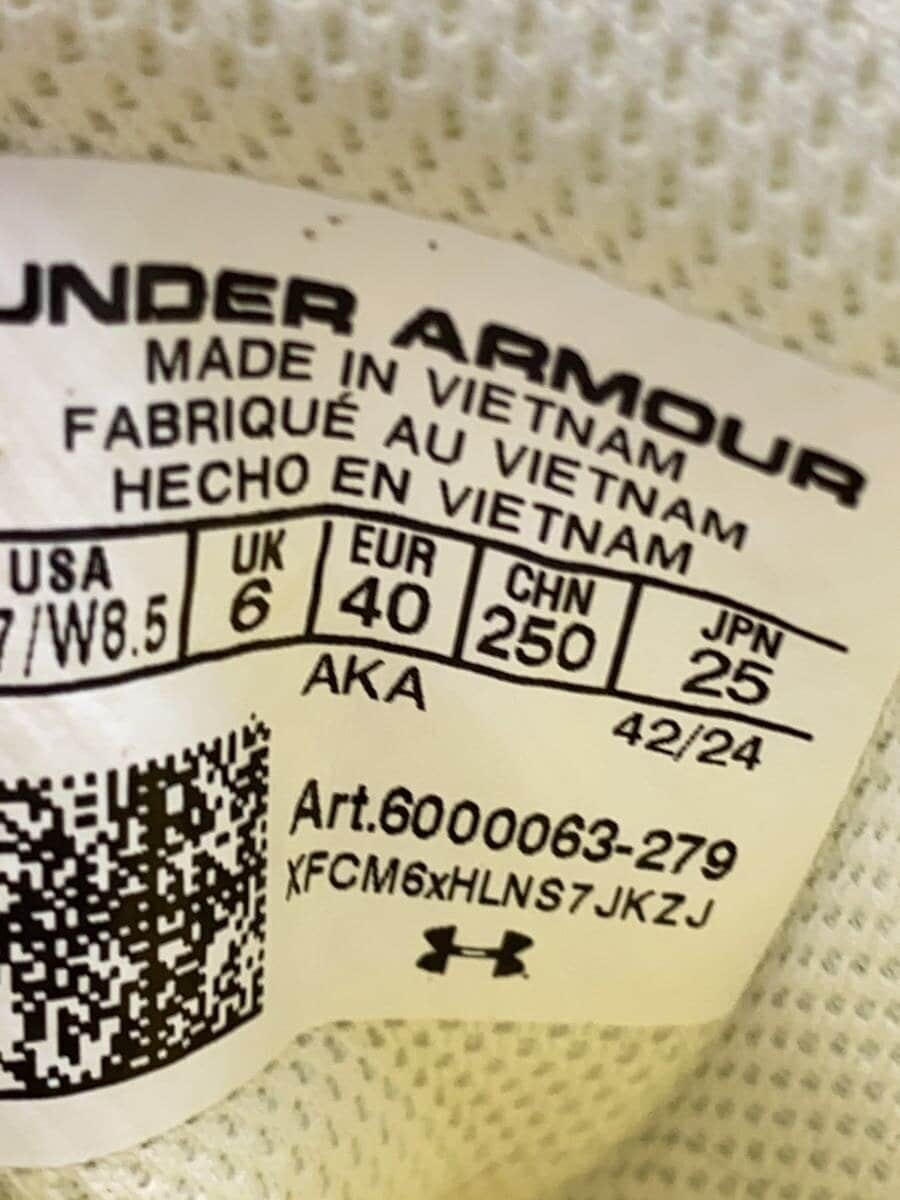 UNDER ARMOUR
MADE IN VIETNAM
FABRIQUÉ AU VIETNAM
HECHO EN VIETNAM
USA UK EUR CHN JPN
7/W8.5 6 40 250 25
AKA 42/24
Art.6000063-279
XFCM6xHLNS7JKZJ